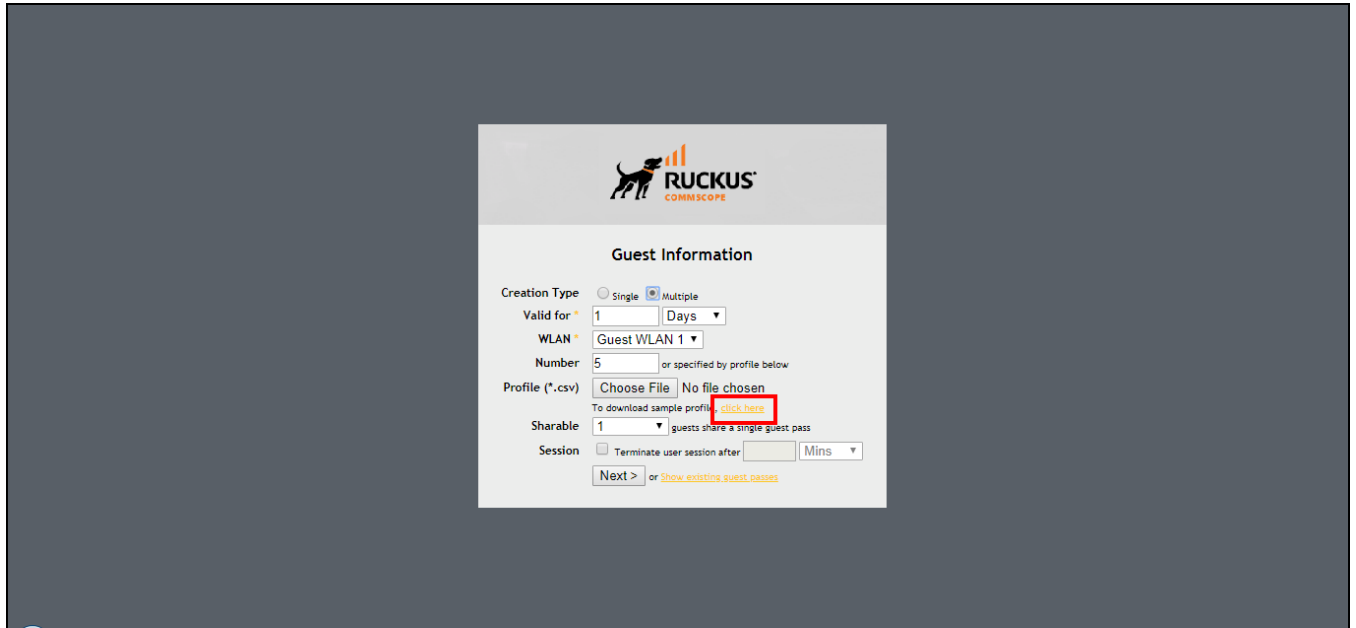 RUCKUS
COMMSCOPE
Guest Information
Creation Type Single Multiple
Valid for * 1 Days
WLAN * Guest WLAN 1
Number 5 or specified by profile below
Profile (*.csv) Choose File No file chosen
To download sample profile, click here
Sharable 1 guests share a single guest pass
Session Terminate user session after Mins
Next > or Show existing guest passes